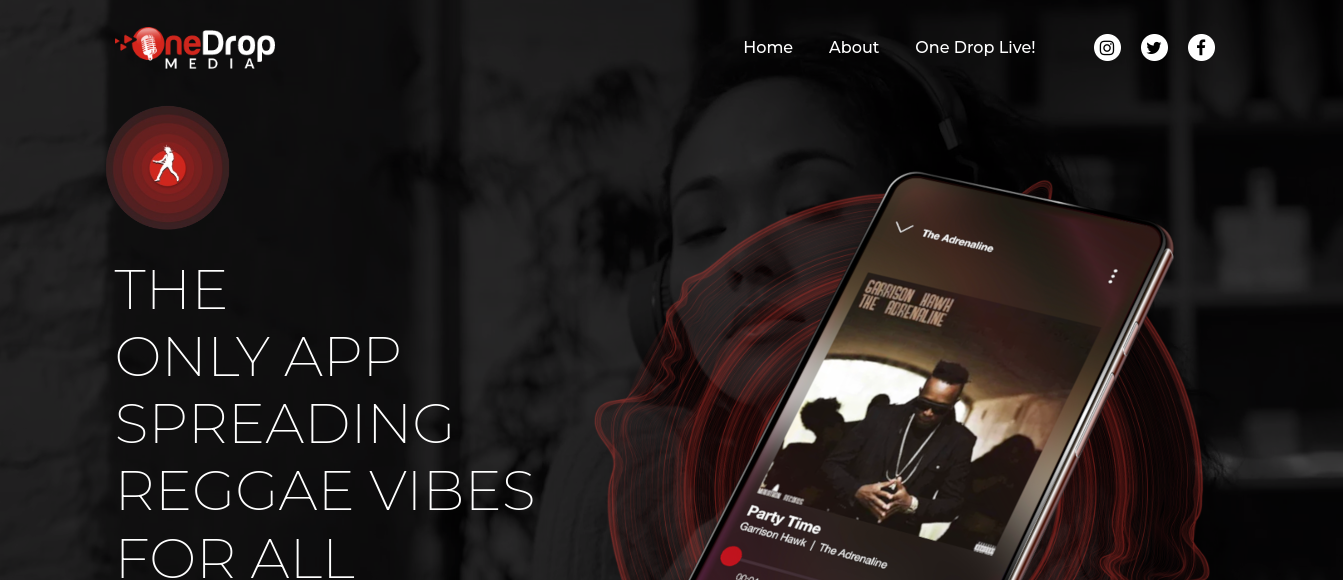 OneDrop
MEDIA
Home
About
One Drop Live!
THE
ONLY APP
SPREADING
REGGAE VIBES
FOR ALL
The Adrenaline
GARRISON HAWK
THE ADRENALINE
Party Time
Garrison Hawk | The Adrenaline